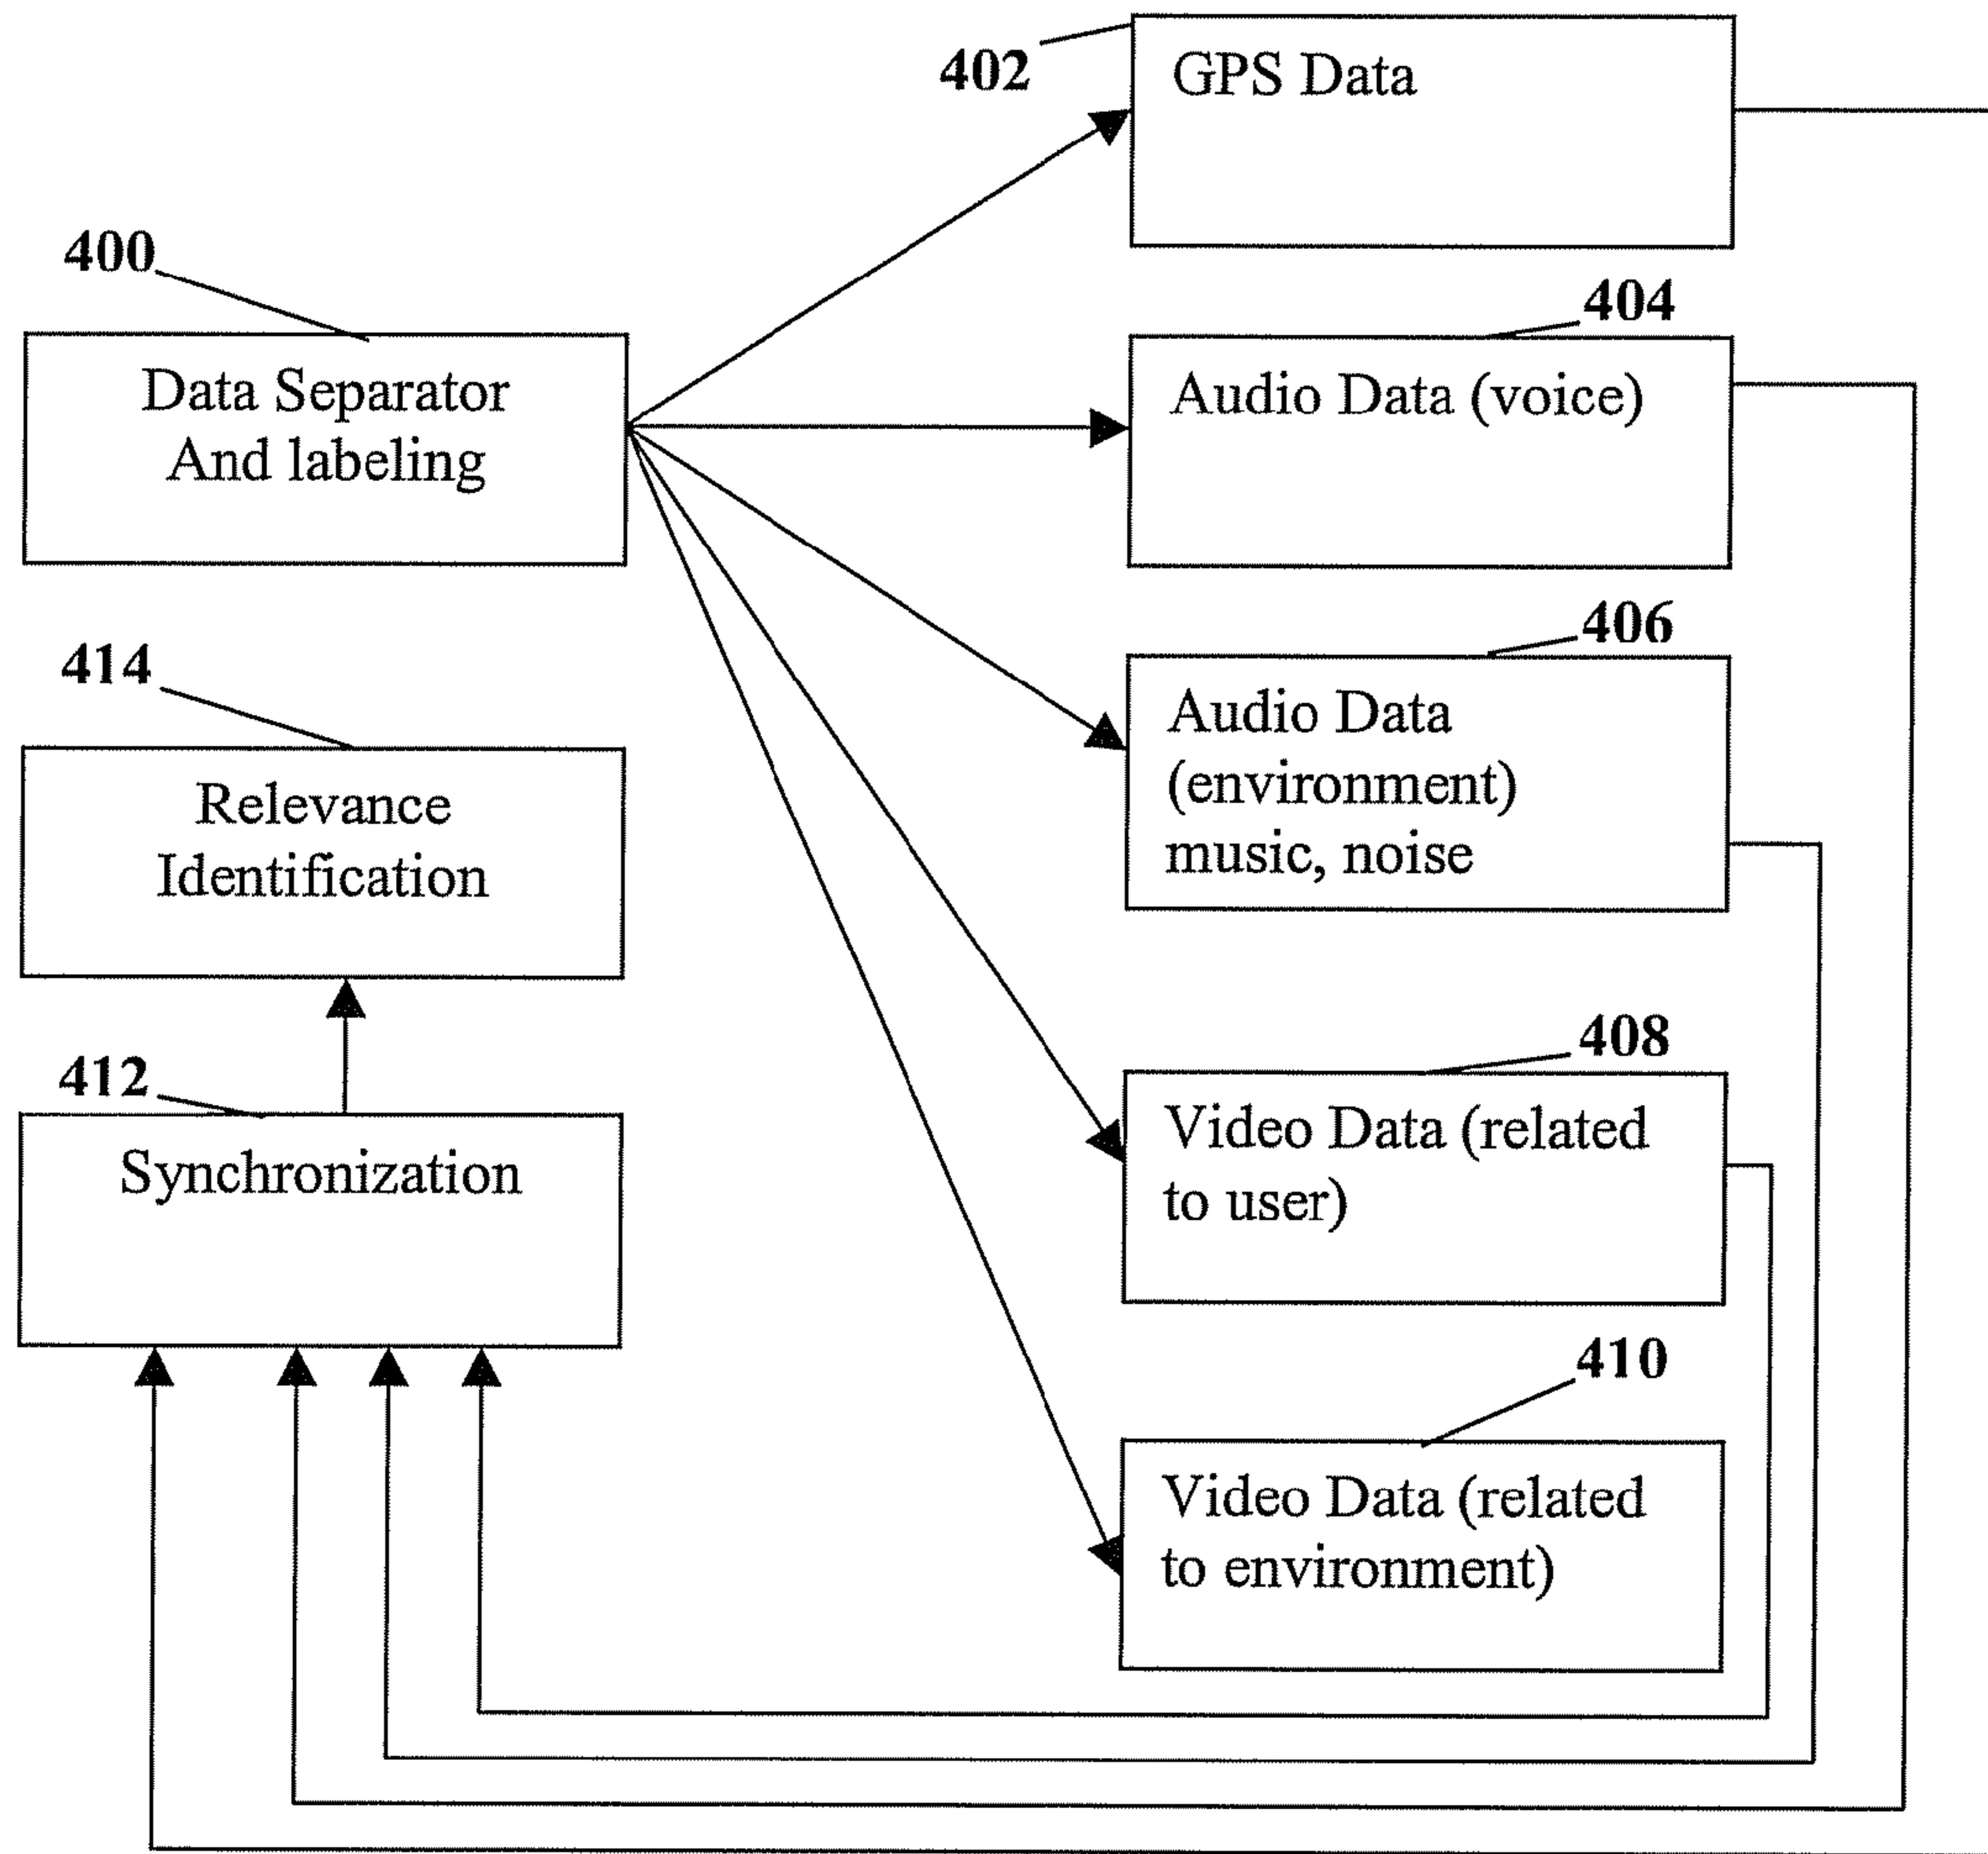 402
GPS Data
400
Data Separator
And labeling
404
Audio Data (voice)
406
Audio Data
(environment)
music, noise
414
Relevance
Identification
408
Video Data (related
to user)
412
Synchronization
410
Video Data (related
to environment)